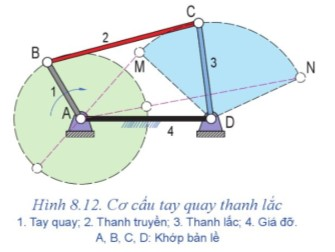 C
2
B
M
N
3
1
A
D
4
Hình 8.12. Cơ cấu tay quay thanh lắc
1. Tay quay; 2. Thanh truyền; 3. Thanh lắc; 4. Giá đỡ.
A, B, C, D: Khớp bản lề